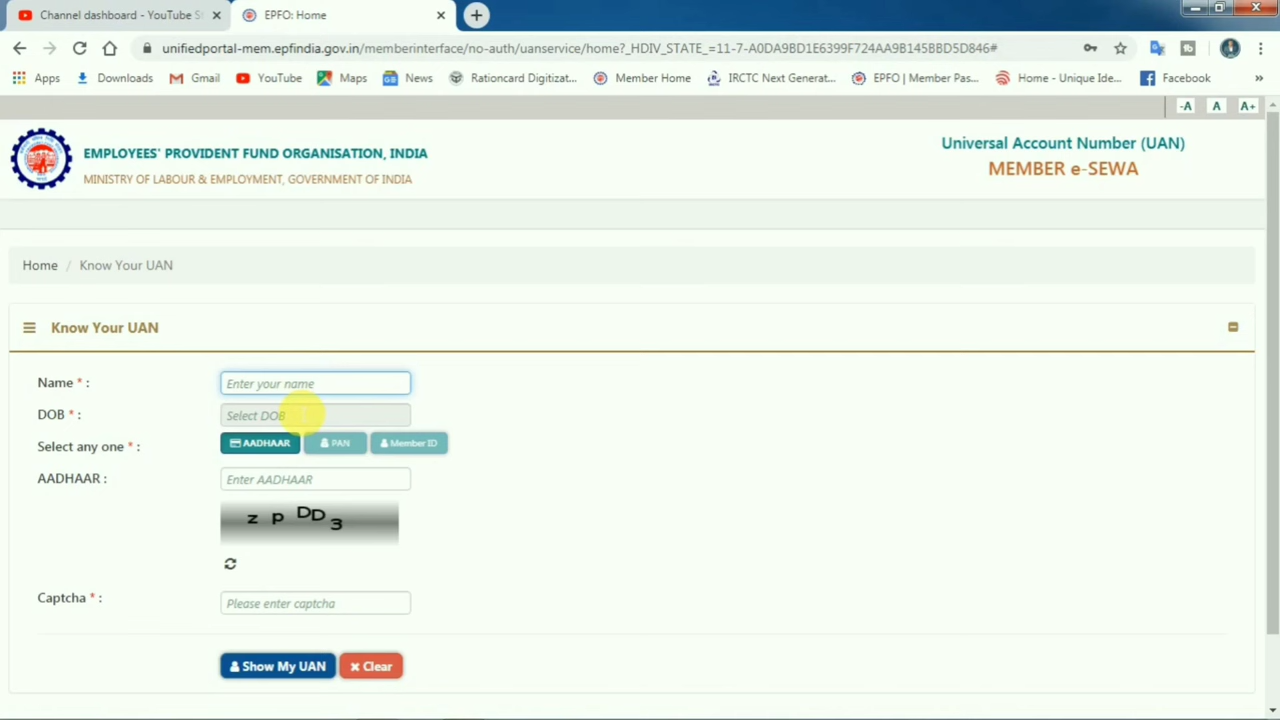 Channel dashboard - YouTube S
EPFO: Home
unifiedportal-mem.epfindia.gov.in/memberinterface/no-auth/uanservice/home?_HDIV_STATE_=11-7-A0DA9BD1E6399F724AA9B145BBD5D846#
Apps Downloads Gmail YouTube Maps News Rationcard Digitizat... Member Home IRCTC Next Generat... EPFO | Member Pas... Home - Unique Ide... Facebook »
-A A A+
EMPLOYEES' PROVIDENT FUND ORGANISATION, INDIA
MINISTRY OF LABOUR & EMPLOYMENT, GOVERNMENT OF INDIA
Universal Account Number (UAN)
MEMBER e-SEWA
Home / Know Your UAN
Know Your UAN
Name * : Enter your name
DOB * : Select DOB
Select any one * : AADHAAR PAN Member ID
AADHAAR : Enter AADHAAR
z p DD 3
Captcha * : Please enter captcha
Show My UAN Clear